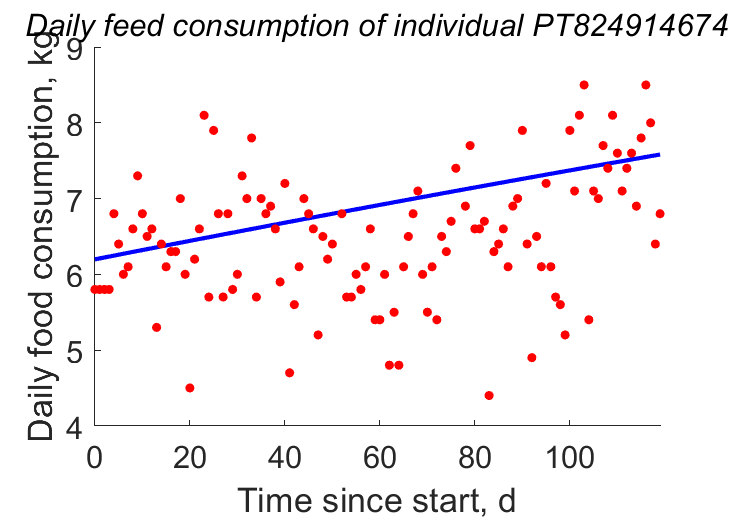 Daily feed consumption of individual PT824914674
Daily food consumption, kg
9
8
7
6
5
4
0 20 40 60 80 100
Time since start, d